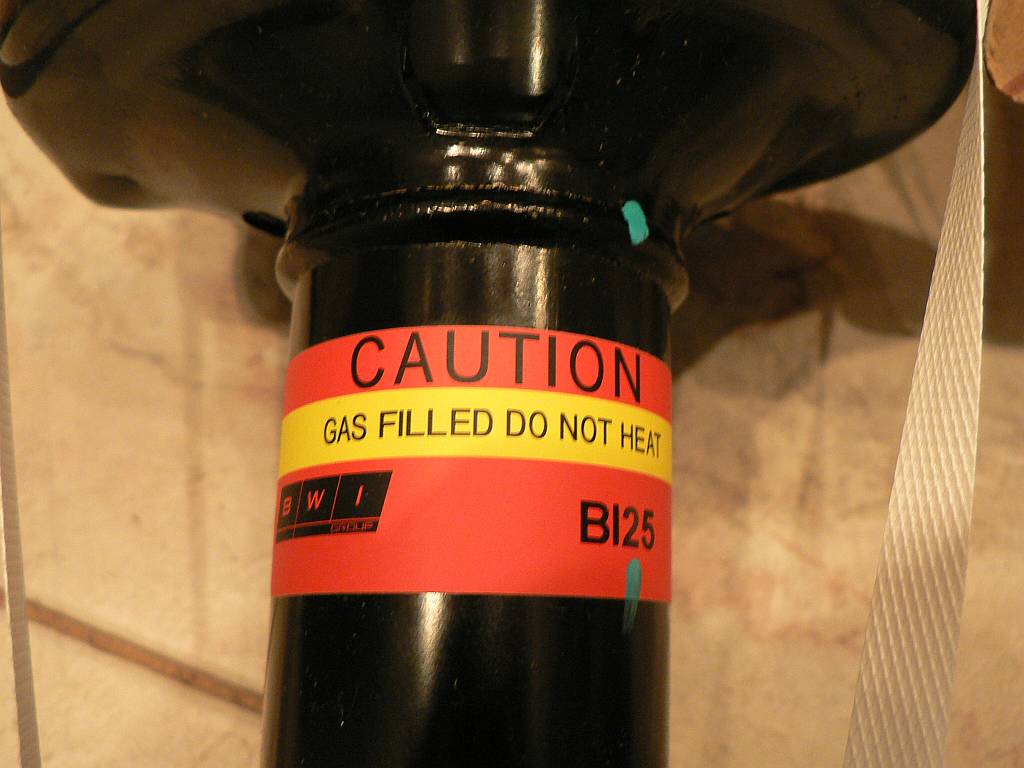 CAUTION
GAS FILLED DO NOT HEAT
BWI
GROUP
BI25